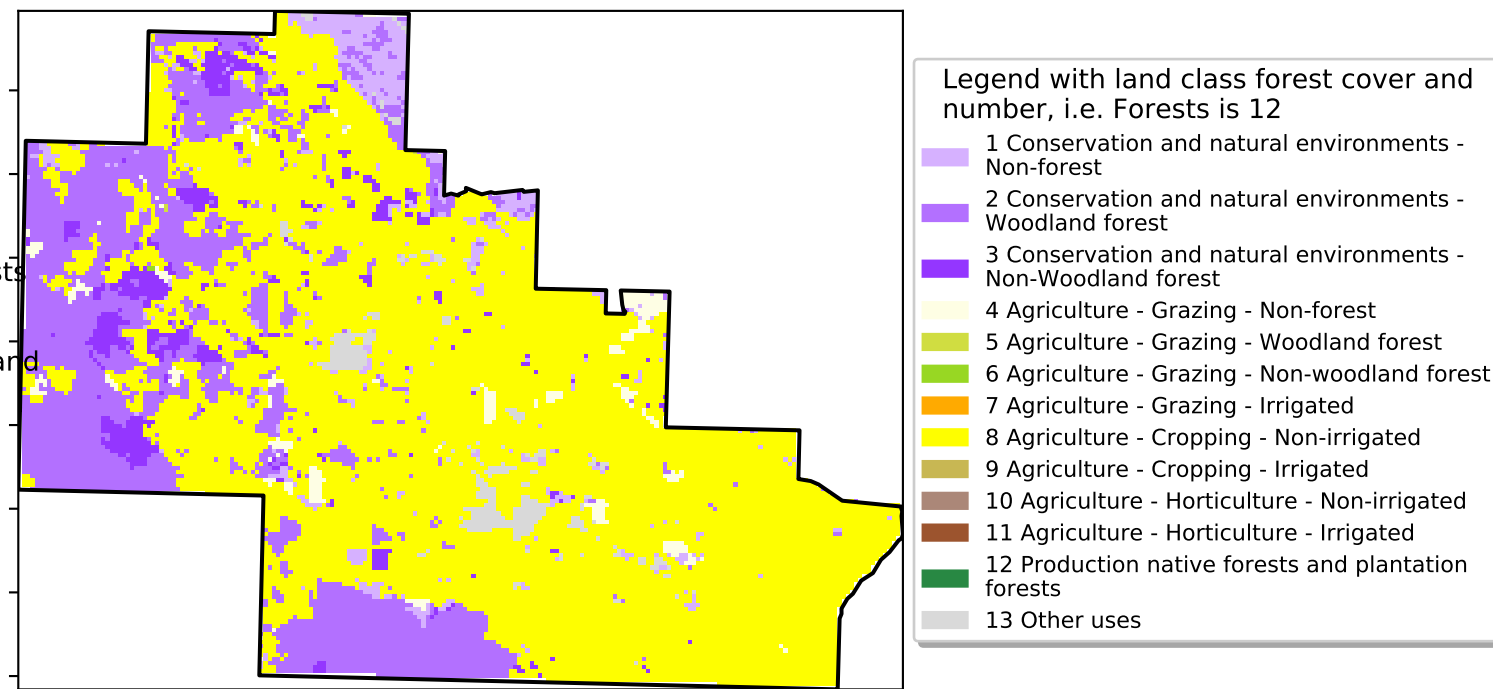 sts
and
Legend with land class forest cover and
number, i.e. Forests is 12
1 Conservation and natural environments -
Non-forest
2 Conservation and natural environments -
Woodland forest
3 Conservation and natural environments -
Non-Woodland forest
4 Agriculture - Grazing - Non-forest
5 Agriculture - Grazing - Woodland forest
6 Agriculture - Grazing - Non-woodland forest
7 Agriculture - Grazing - Irrigated
8 Agriculture - Cropping - Non-irrigated
9 Agriculture - Cropping - Irrigated
10 Agriculture - Horticulture - Non-irrigated
11 Agriculture - Horticulture - Irrigated
12 Production native forests and plantation
forests
13 Other uses